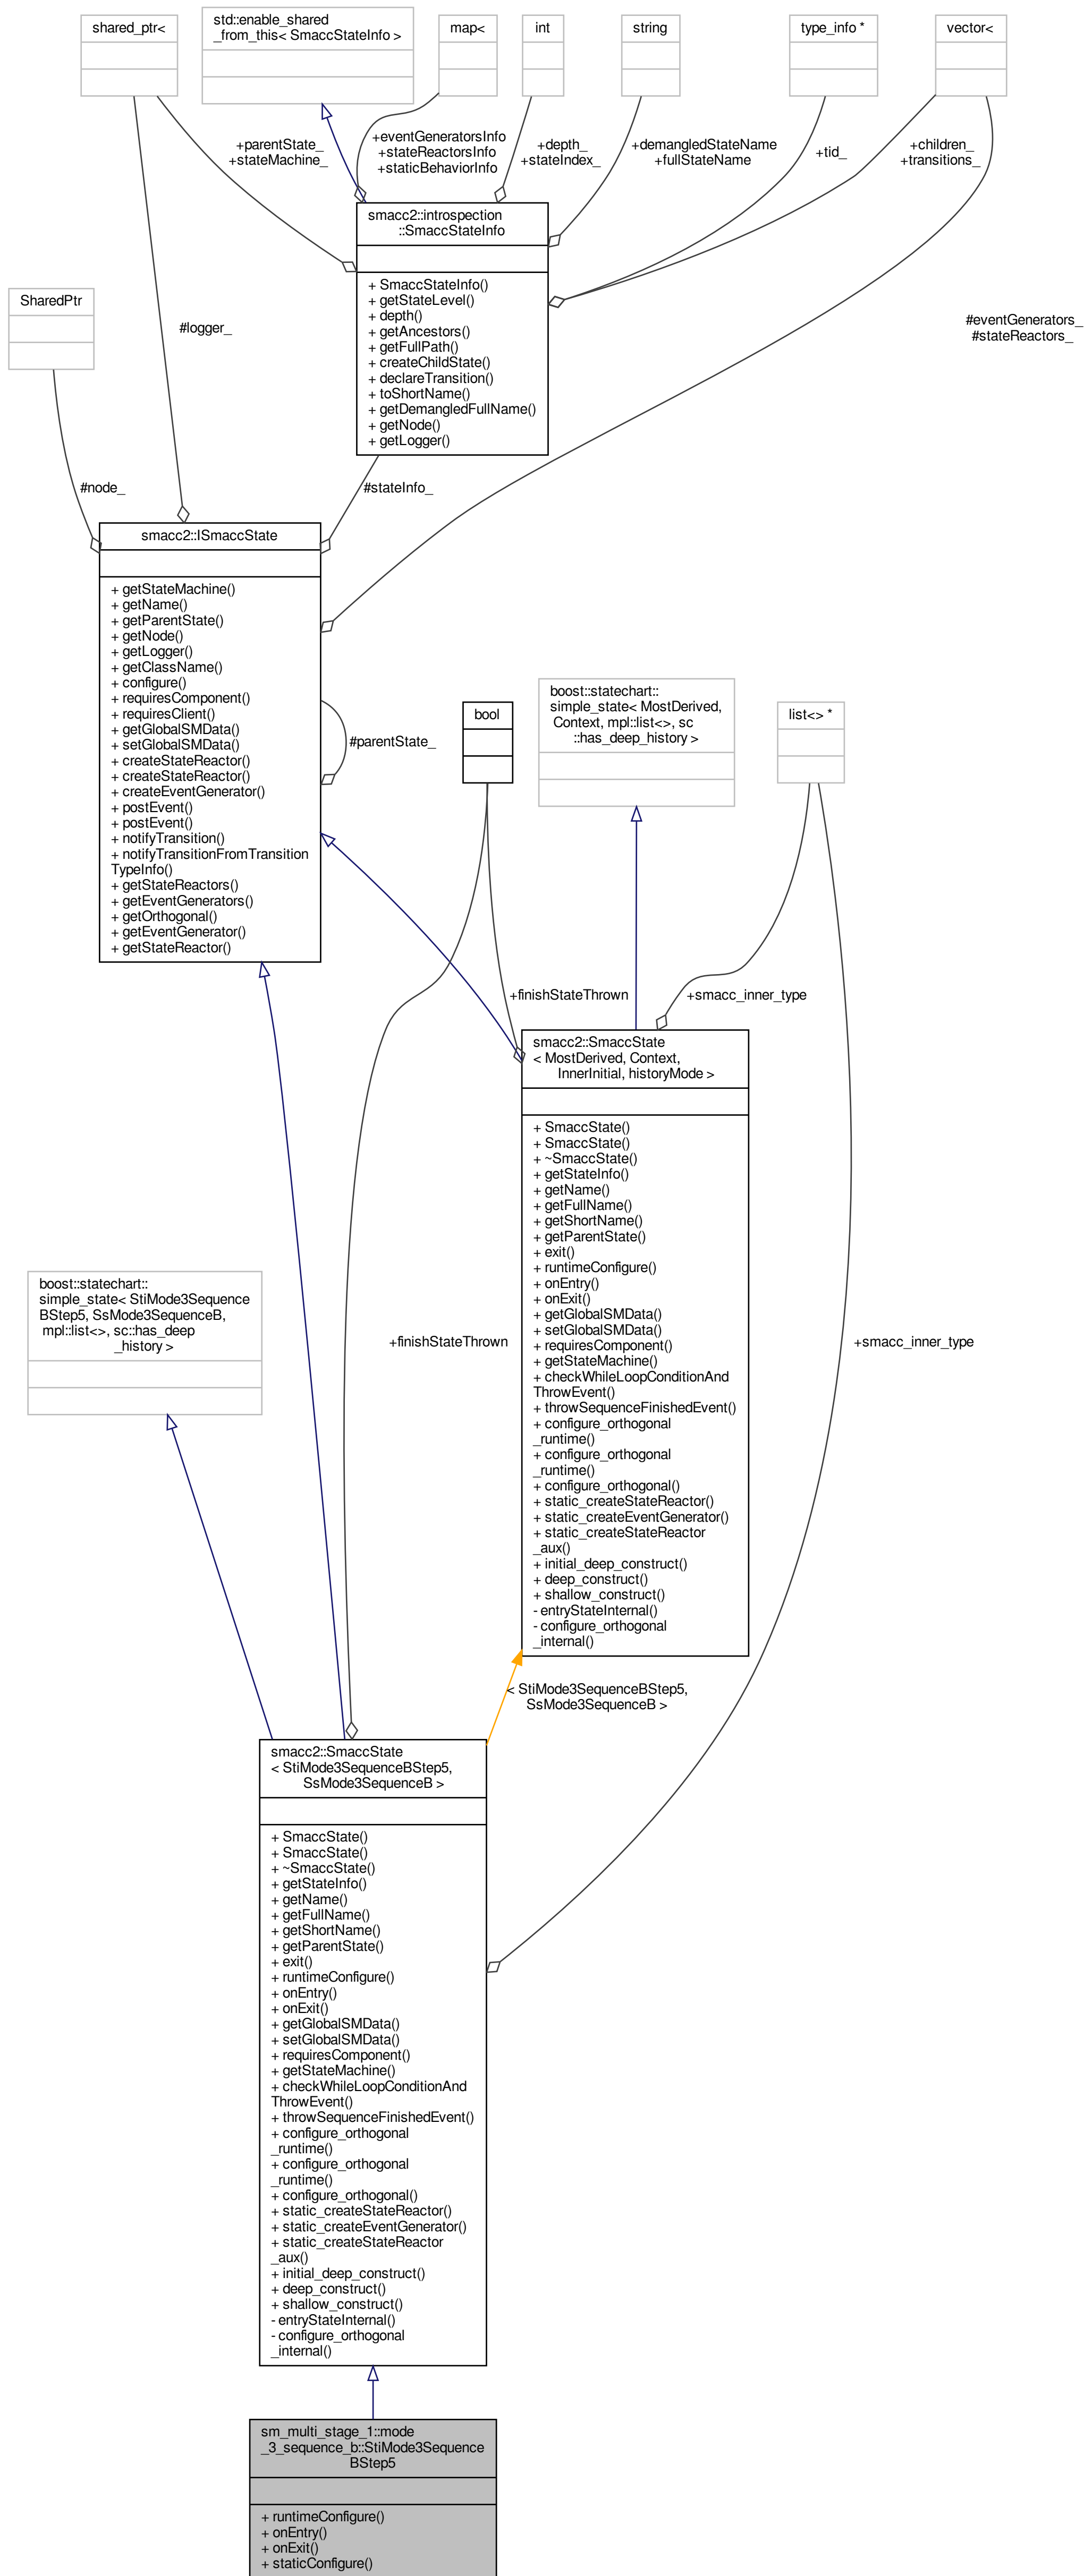 shared_ptr<
std::enable_shared
_from_this< SmaccStateInfo >
map<
int
string
type_info *
vector<
+parentState_
+stateMachine_
+eventGeneratorsInfo
+stateReactorsInfo
+staticBehaviorInfo
+depth_
+stateIndex_
+demangledStateName
+fullStateName
+tid_
+children_
+transitions_
smacc2::introspection
::SmaccStateInfo
+ SmaccStateInfo()
+ getStateLevel()
+ depth()
+ getAncestors()
+ getFullPath()
+ createChildState()
+ declareTransition()
+ toShortName()
+ getDemangledFullName()
+ getNode()
+ getLogger()
SharedPtr
#logger_
#eventGenerators_
#stateReactors_
#node_
#stateInfo_
smacc2::ISmaccState
+ getStateMachine()
+ getName()
+ getParentState()
+ getNode()
+ getLogger()
+ getClassName()
+ configure()
+ requiresComponent()
+ requiresClient()
+ getGlobalSMData()
+ setGlobalSMData()
+ createStateReactor()
+ createStateReactor()
+ createEventGenerator()
+ postEvent()
+ postEvent()
+ notifyTransition()
+ notifyTransitionFromTransition
TypeInfo()
+ getStateReactors()
+ getEventGenerators()
+ getOrthogonal()
+ getEventGenerator()
+ getStateReactor()
#parentState_
bool
boost::statechart::
simple_state< MostDerived,
Context, mpl::list<>, sc
::has_deep_history >
list<> *
+finishStateThrown
+smacc_inner_type
smacc2::SmaccState
< MostDerived, Context,
InnerInitial, historyMode >
+ SmaccState()
+ SmaccState()
+ ~SmaccState()
+ getStateInfo()
+ getName()
+ getFullName()
+ getShortName()
+ getParentState()
+ exit()
+ runtimeConfigure()
+ onEntry()
+ onExit()
+ getGlobalSMData()
+ setGlobalSMData()
+ requiresComponent()
+ getStateMachine()
+ checkWhileLoopConditionAnd
ThrowEvent()
+ throwSequenceFinishedEvent()
+ configure_orthogonal
_runtime()
+ configure_orthogonal
_runtime()
+ configure_orthogonal()
+ static_createStateReactor()
+ static_createEventGenerator()
+ static_createStateReactor
_aux()
+ initial_deep_construct()
+ deep_construct()
+ shallow_construct()
- entryStateInternal()
- configure_orthogonal
_internal()
boost::statechart::
simple_state< StiMode3Sequence
BStep5, SsMode3SequenceB,
mpl::list<>, sc::has_deep
_history >
+finishStateThrown
+smacc_inner_type
< StiMode3SequenceBStep5,
SsMode3SequenceB >
smacc2::SmaccState
< StiMode3SequenceBStep5,
SsMode3SequenceB >
+ SmaccState()
+ SmaccState()
+ ~SmaccState()
+ getStateInfo()
+ getName()
+ getFullName()
+ getShortName()
+ getParentState()
+ exit()
+ runtimeConfigure()
+ onEntry()
+ onExit()
+ getGlobalSMData()
+ setGlobalSMData()
+ requiresComponent()
+ getStateMachine()
+ checkWhileLoopConditionAnd
ThrowEvent()
+ throwSequenceFinishedEvent()
+ configure_orthogonal
_runtime()
+ configure_orthogonal
_runtime()
+ configure_orthogonal()
+ static_createStateReactor()
+ static_createEventGenerator()
+ static_createStateReactor
_aux()
+ initial_deep_construct()
+ deep_construct()
+ shallow_construct()
- entryStateInternal()
- configure_orthogonal
_internal()
sm_multi_stage_1::mode
_3_sequence_b::StiMode3Sequence
BStep5
+ runtimeConfigure()
+ onEntry()
+ onExit()
+ staticConfigure()